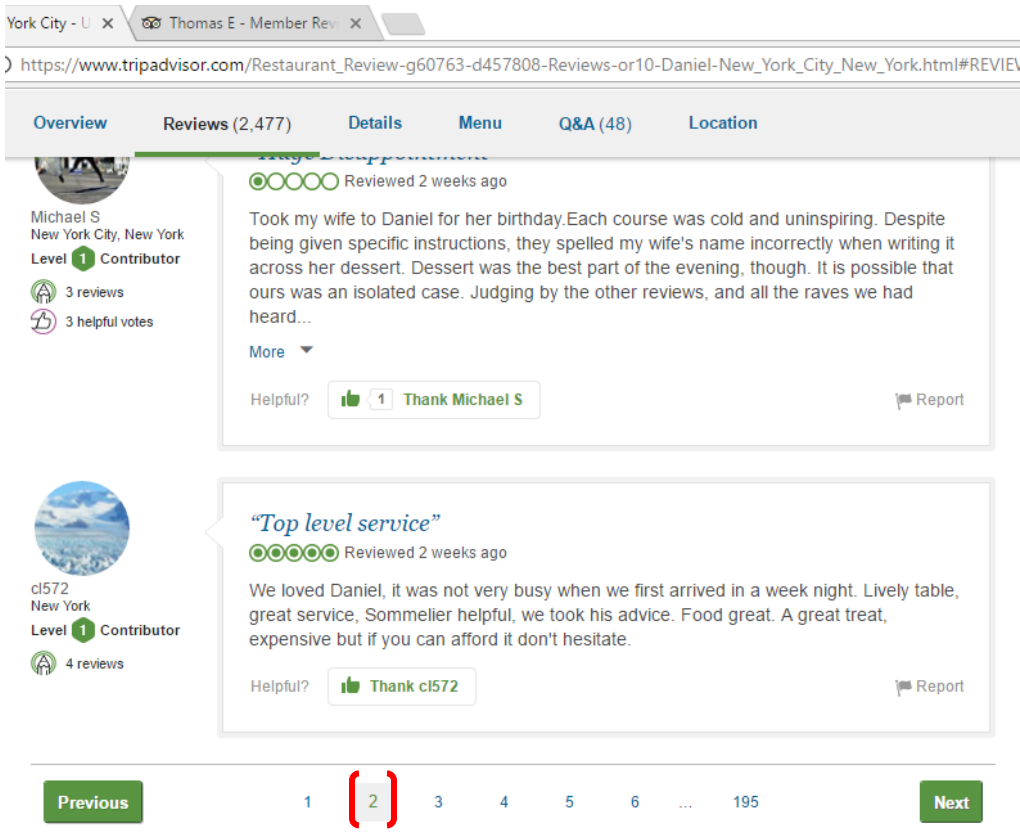 York City - U
Thomas E - Member Rev
https://www.tripadvisor.com/Restaurant_Review-g60763-d457808-Reviews-or10-Daniel-New_York_City_New_York.html#REVIEW
Overview Reviews (2,477) Details Menu Q&A (48) Location
"Huge Disappointment"
Reviewed 2 weeks ago
Michael S
New York City, New York
Level 1 Contributor
3 reviews
3 helpful votes
Took my wife to Daniel for her birthday.Each course was cold and uninspiring. Despite
being given specific instructions, they spelled my wife's name incorrectly when writing it
across her dessert. Dessert was the best part of the evening, though. It is possible that
ours was an isolated case. Judging by the other reviews, and all the raves we had
heard...
More
Helpful? 1 Thank Michael S Report
cl572
New York
Level 1 Contributor
4 reviews
“Top level service”
Reviewed 2 weeks ago
We loved Daniel, it was not very busy when we first arrived in a week night. Lively table,
great service, Sommelier helpful, we took his advice. Food great. A great treat,
expensive but if you can afford it don't hesitate.
Helpful? Thank cl572 Report
Previous 1 2 3 4 5 6 ... 195 Next